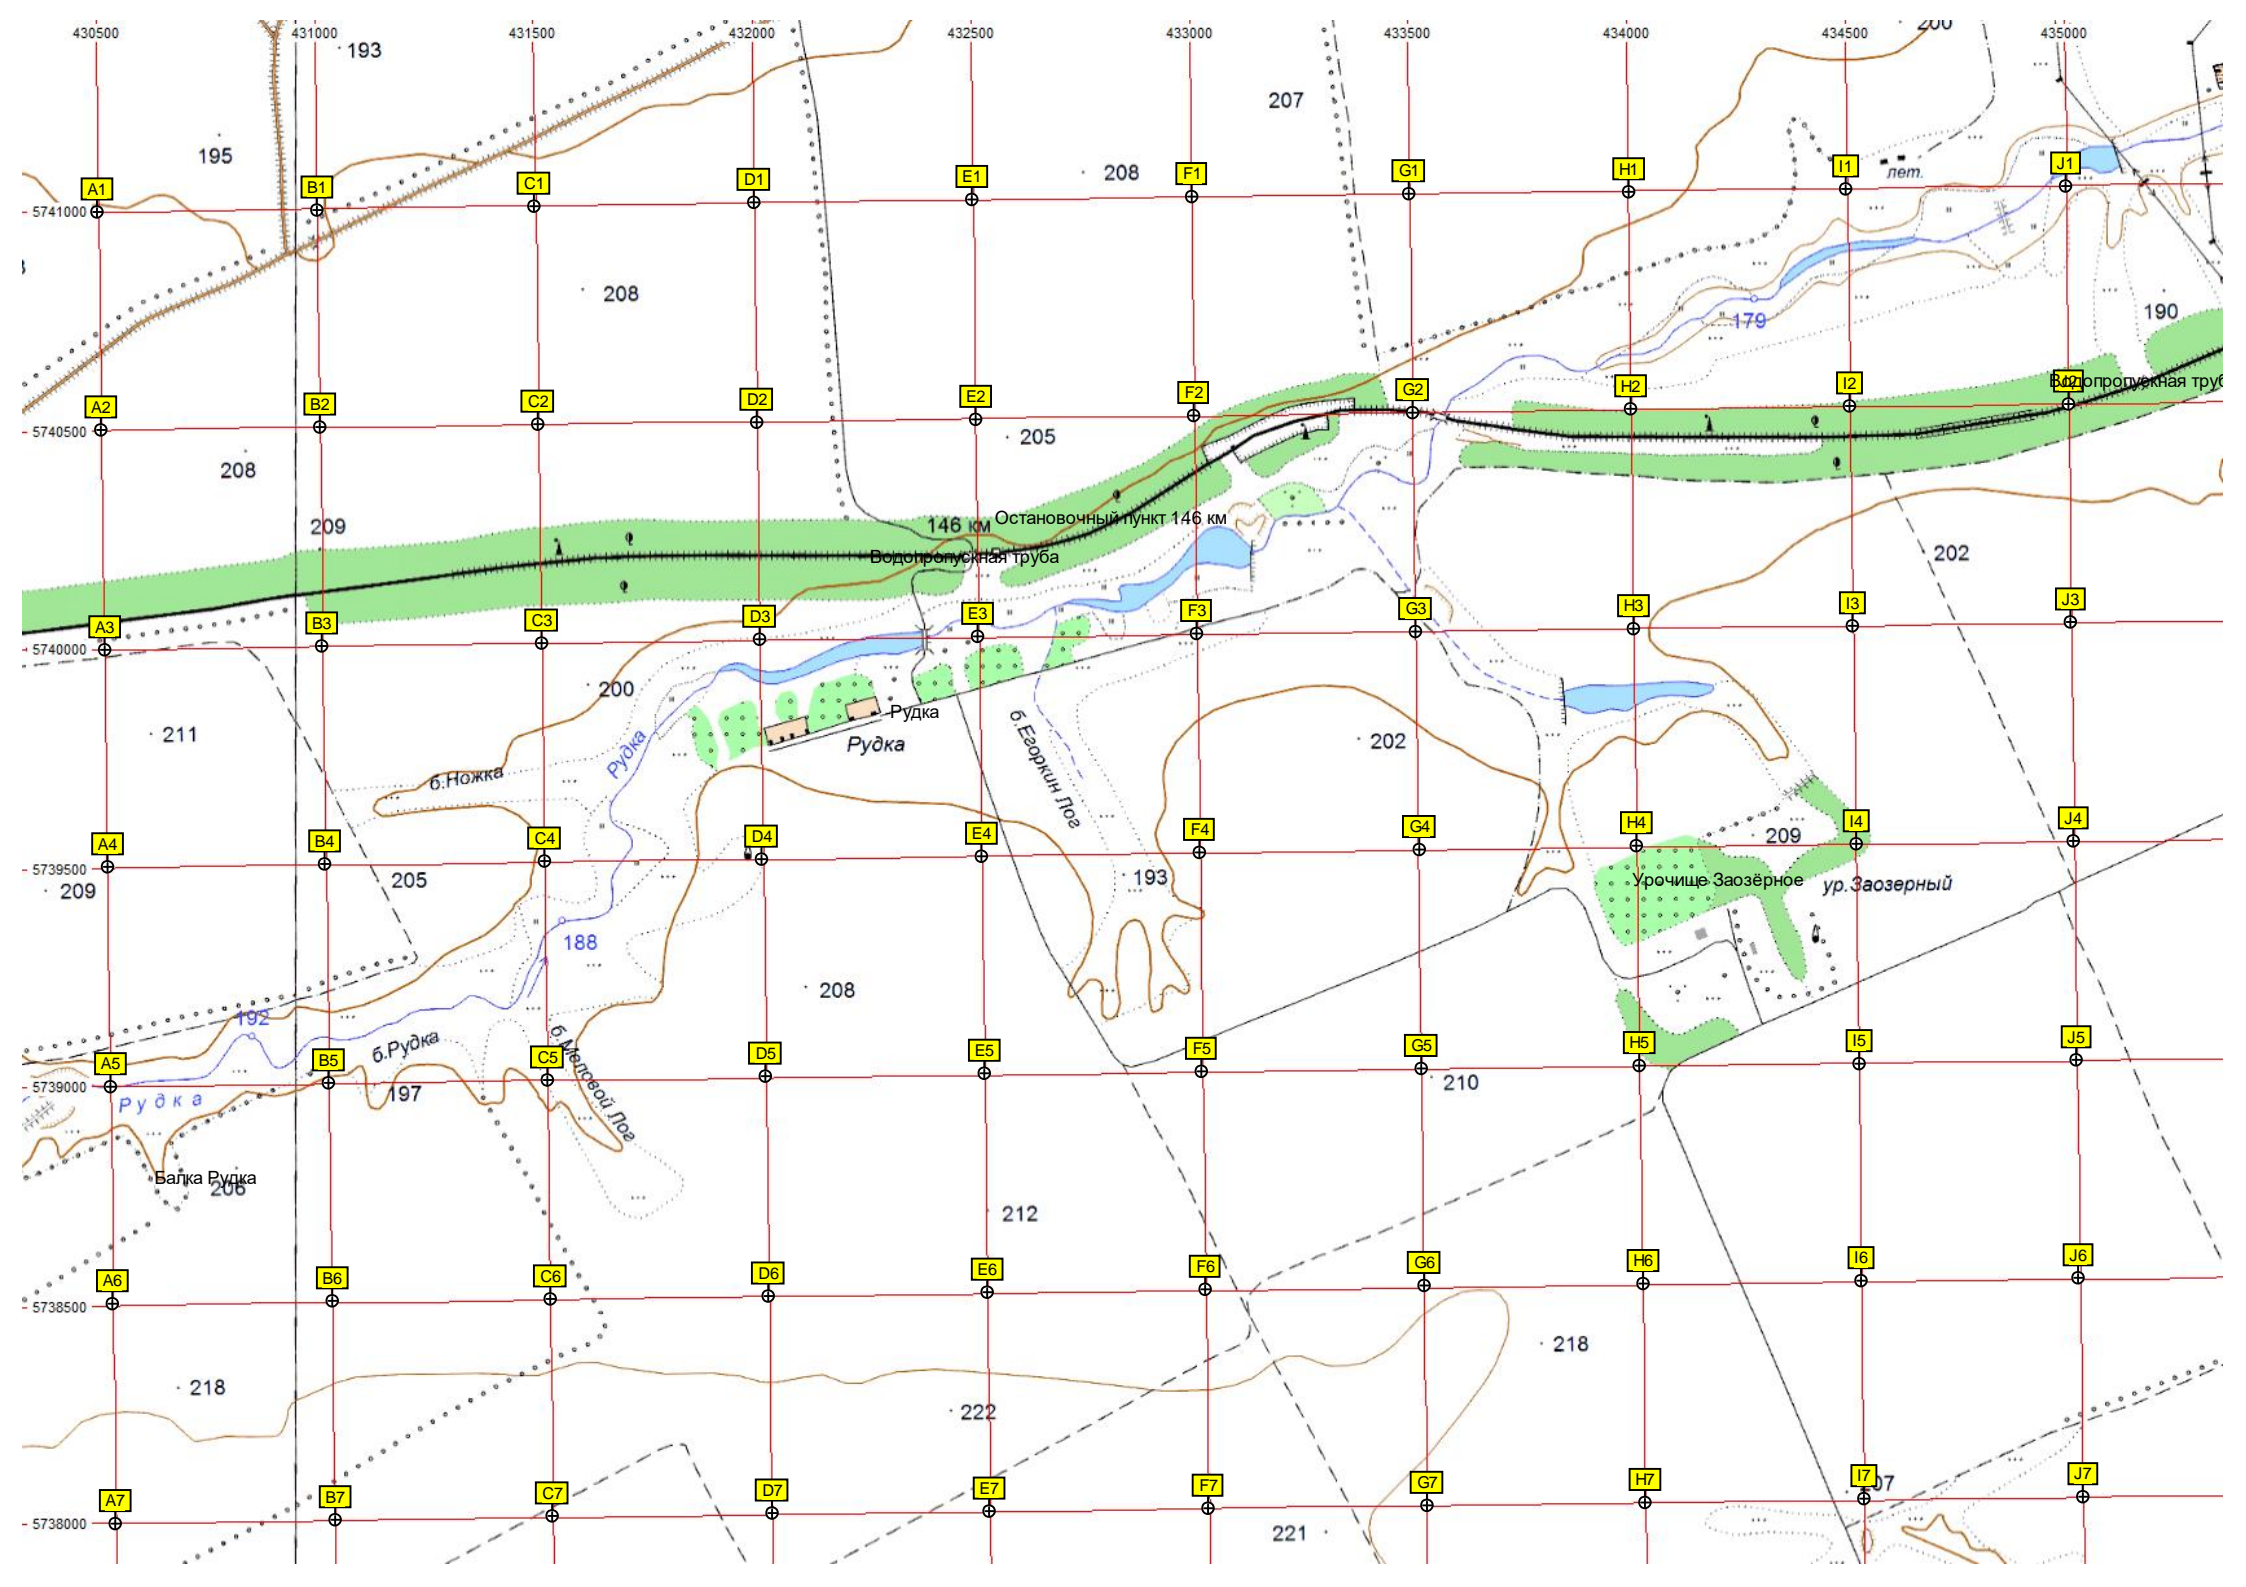 430500 431000 431500 432000 432500 433000 433500 434000 434500 435000
193
200
207
195
208
лет.
A1 B1 C1 D1 E1 F1 G1 H1 I1 J1
5741000
208
179
190
Водопропускная труб
A2 B2 C2 D2 E2 F2 G2 H2 I2 J2
5740500
205
208
209
146 км
Остановочный пункт 146 км
Водопропускная труба
202
A3 B3 C3 D3 E3 F3 G3 H3 I3 J3
5740000
200
Рудка
Рудка
211
202
Рудка
б.Ножка
б.Егоркин Лог
A4 B4 C4 D4 E4 F4 G4 H4 I4 J4
209
5739500
205
193
209
Урочище Заозёрное
ур.Заозерный
188
208
192
б.Рудка
б.Меловой Лог
A5 B5 C5 D5 E5 F5 G5 H5 I5 J5
5739000
Рудка
197
210
Балка Рудка
206
212
A6 B6 C6 D6 E6 F6 G6 H6 I6 J6
5738500
218
218
222
A7 B7 C7 D7 E7 F7 G7 H7 I7 J7
5738000
221